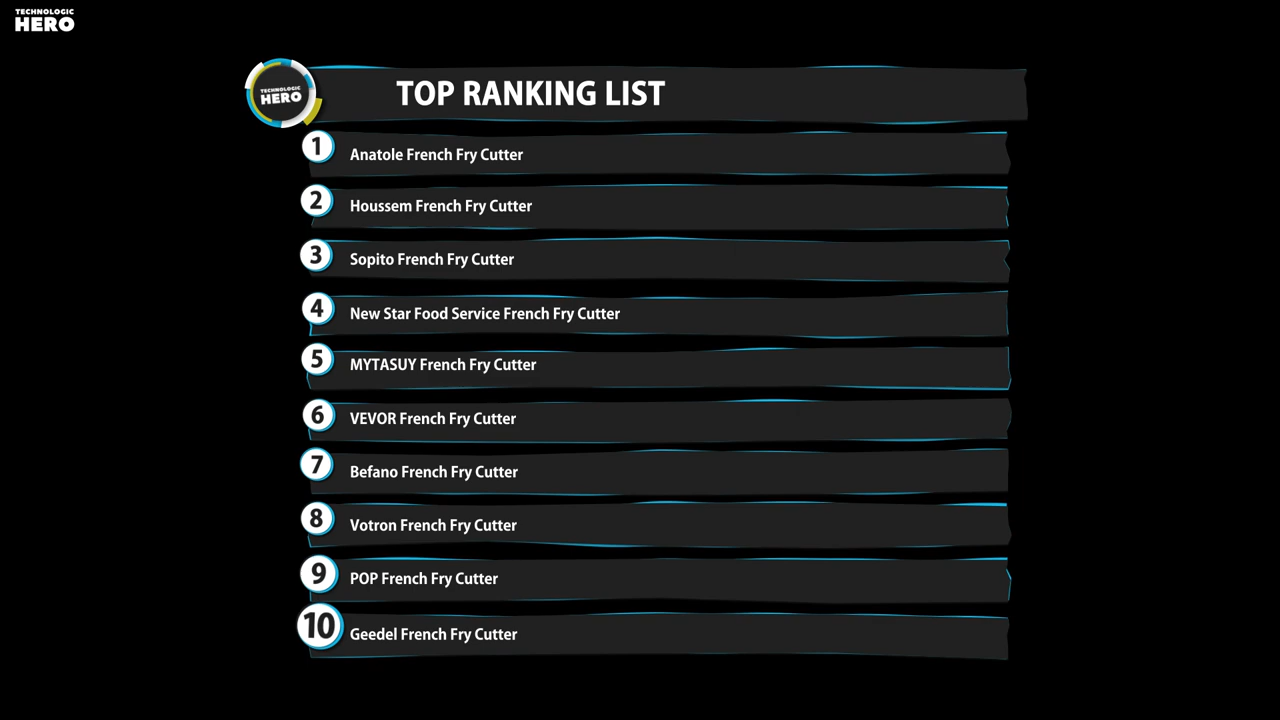 TECHNOLOGIC
HERO
TECHNOLOGIC
HERO
TOP RANKING LIST
1 Anatole French Fry Cutter
2 Houssem French Fry Cutter
3 Sopito French Fry Cutter
4 New Star Food Service French Fry Cutter
5 MYTASUY French Fry Cutter
6 VEVOR French Fry Cutter
7 Befano French Fry Cutter
8 Votron French Fry Cutter
9 POP French Fry Cutter
10 Geedel French Fry Cutter